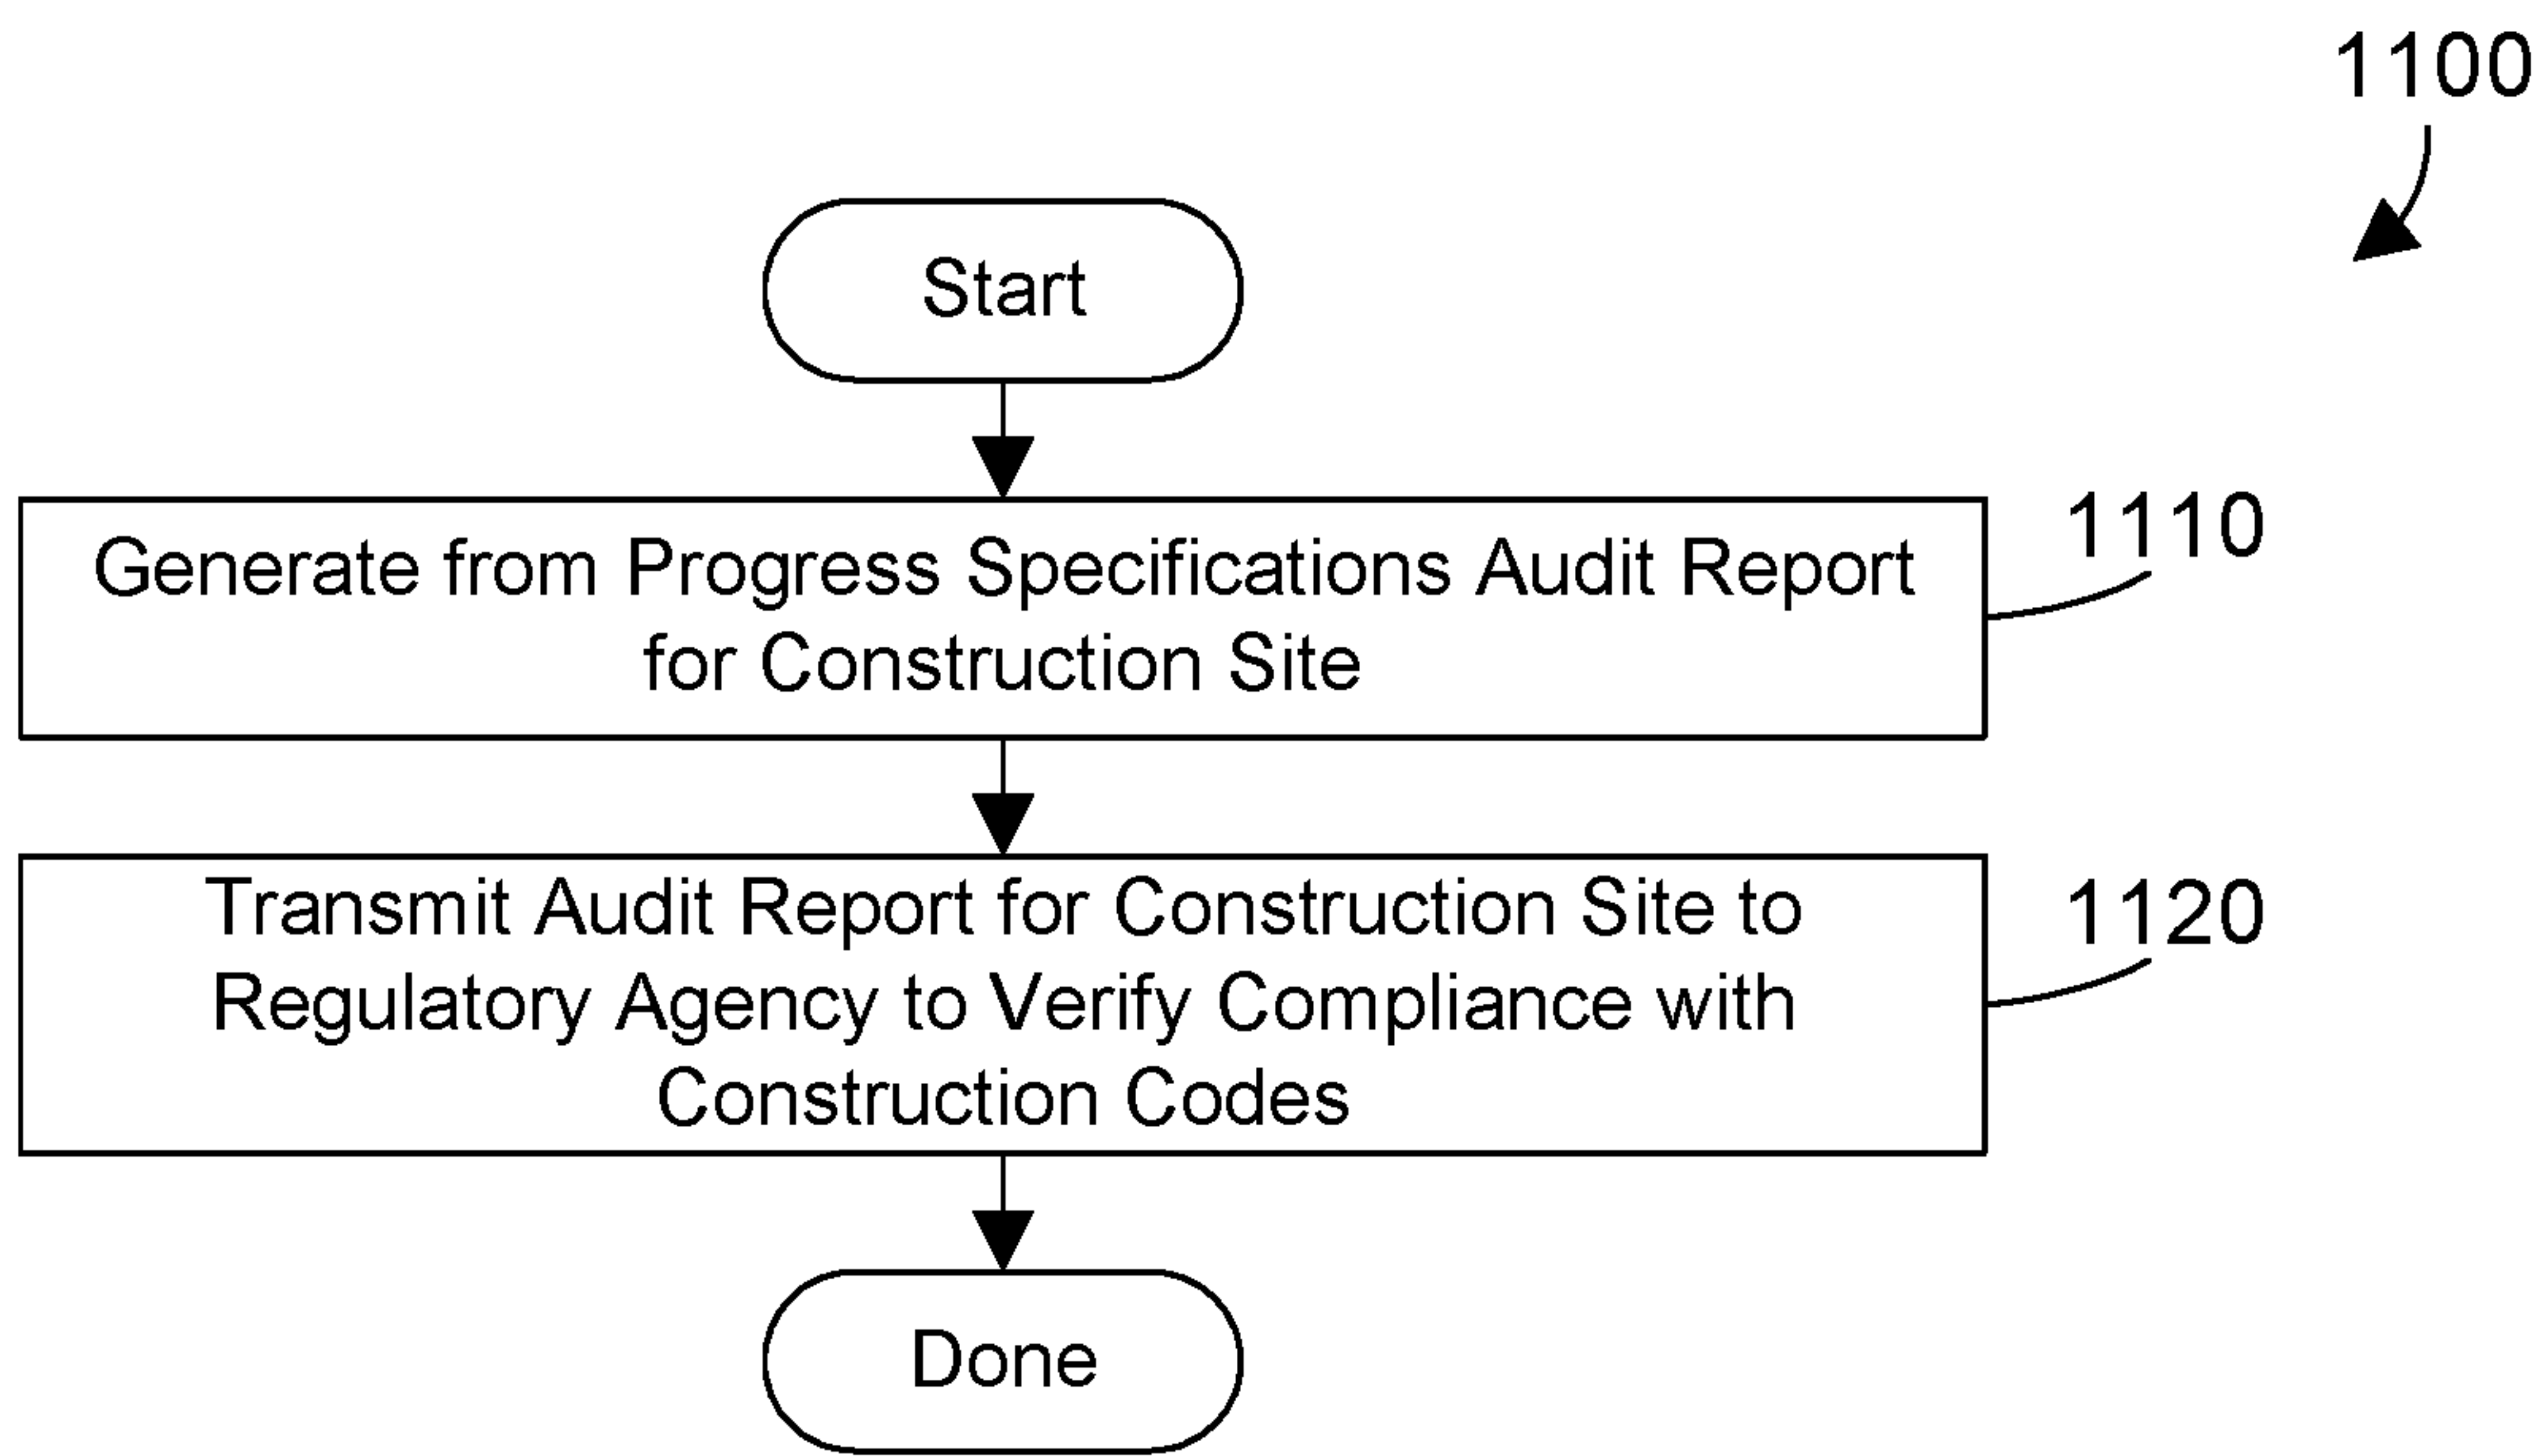 1100
Start
Generate from Progress Specifications Audit Report
for Construction Site
1110
Transmit Audit Report for Construction Site to
Regulatory Agency to Verify Compliance with
Construction Codes
1120
Done